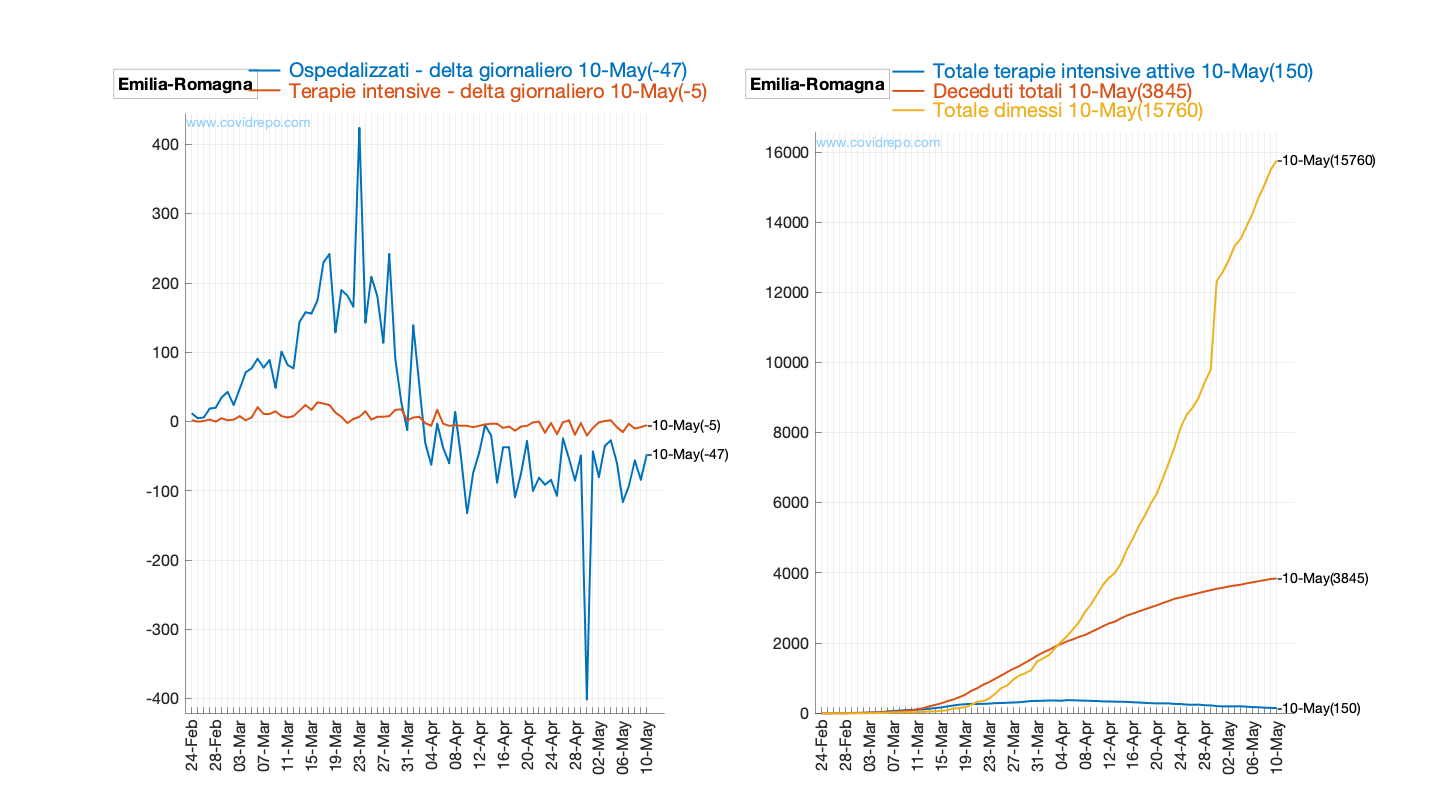 Emilia-Romagna
Ospedalizzati - delta giornaliero 10-May(-47)
Terapie intensive - delta giornaliero 10-May(-5)
www.covidrepo.com
400
300
200
100
0
-100
-200
-300
-400
10-May(-5)
10-May(-47)
24-Feb
28-Feb
03-Mar
07-Mar
11-Mar
15-Mar
19-Mar
23-Mar
27-Mar
31-Mar
04-Apr
08-Apr
12-Apr
16-Apr
20-Apr
24-Apr
28-Apr
02-May
06-May
10-May
Emilia-Romagna
Totale terapie intensive attive 10-May(150)
Deceduti totali 10-May(3845)
Totale dimessi 10-May(15760)
www.covidrepo.com
16000
14000
12000
10000
8000
6000
4000
2000
0
10-May(15760)
10-May(3845)
10-May(150)
24-Feb
28-Feb
03-Mar
07-Mar
11-Mar
15-Mar
19-Mar
23-Mar
27-Mar
31-Mar
04-Apr
08-Apr
12-Apr
16-Apr
20-Apr
24-Apr
28-Apr
02-May
06-May
10-May